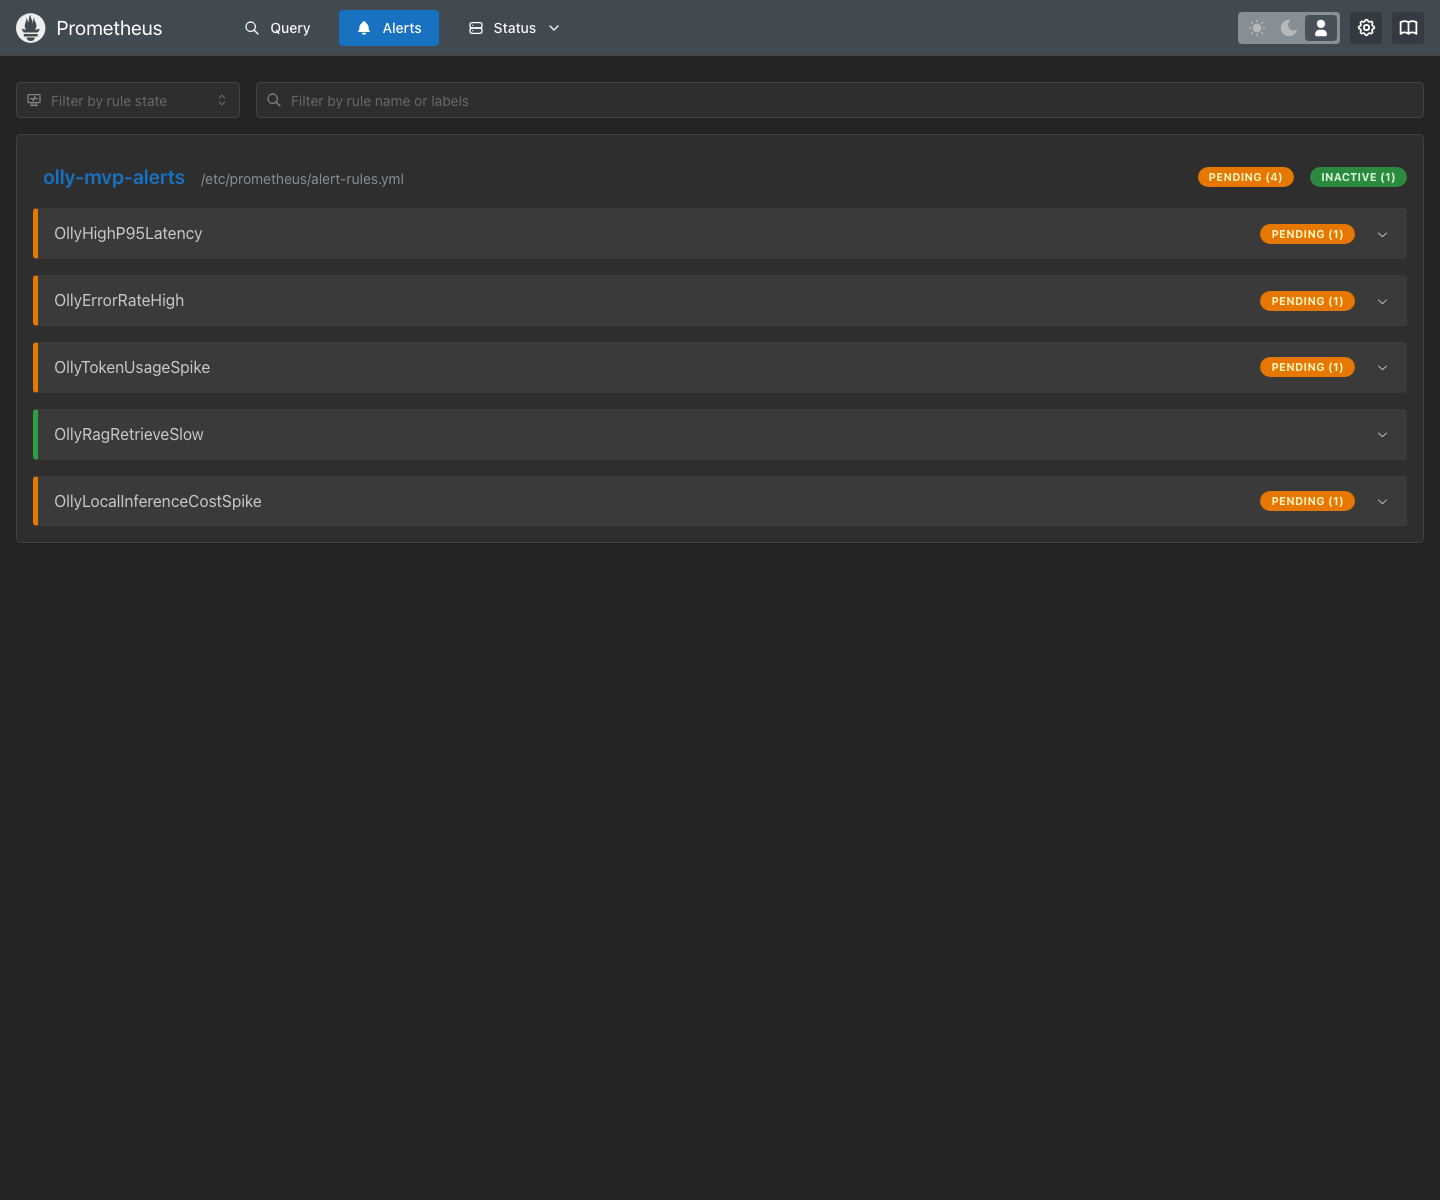 Prometheus Query Alerts Status
Filter by rule state Filter by rule name or labels
olly-mvp-alerts /etc/prometheus/alert-rules.yml PENDING (4) INACTIVE (1)
OllyHighP95Latency PENDING (1)
OllyErrorRateHigh PENDING (1)
OllyTokenUsageSpike PENDING (1)
OllyRagRetrieveSlow
OllyLocalInferenceCostSpike PENDING (1)